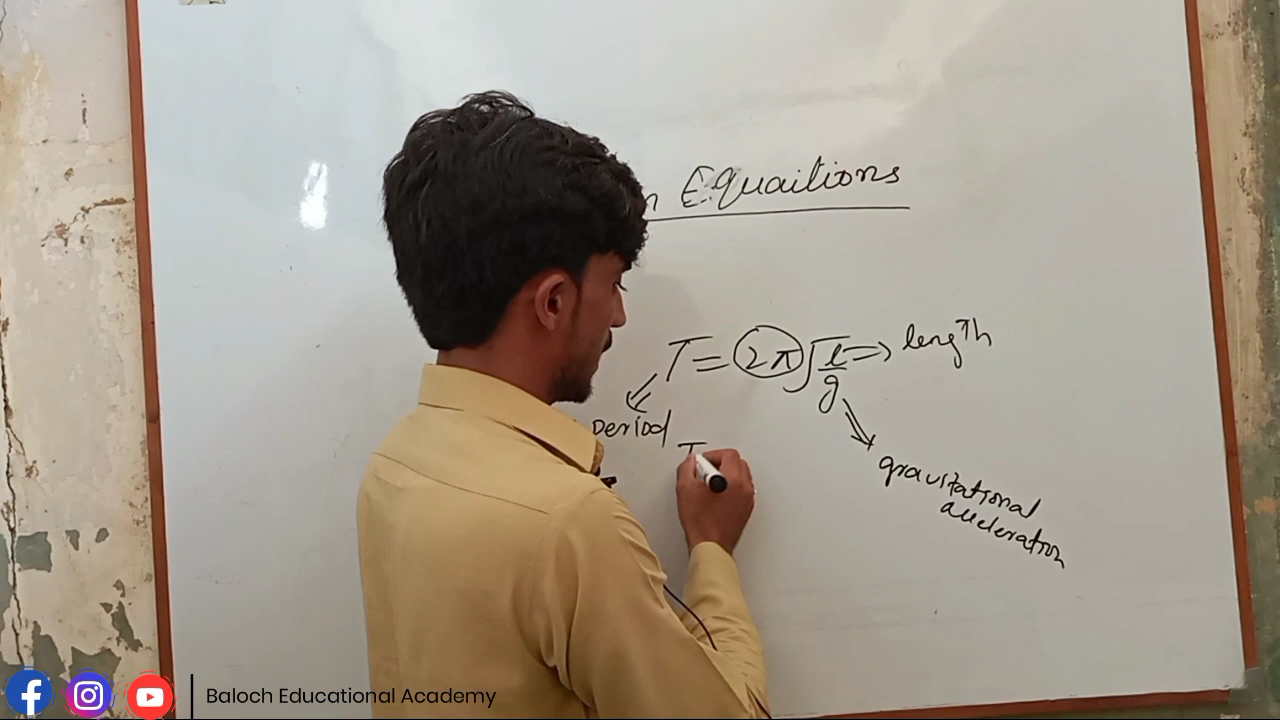 n Equaitions
T = 2π√l/g ⇒ length
period
T
gravitational
acceleration
Baloch Educational Academy